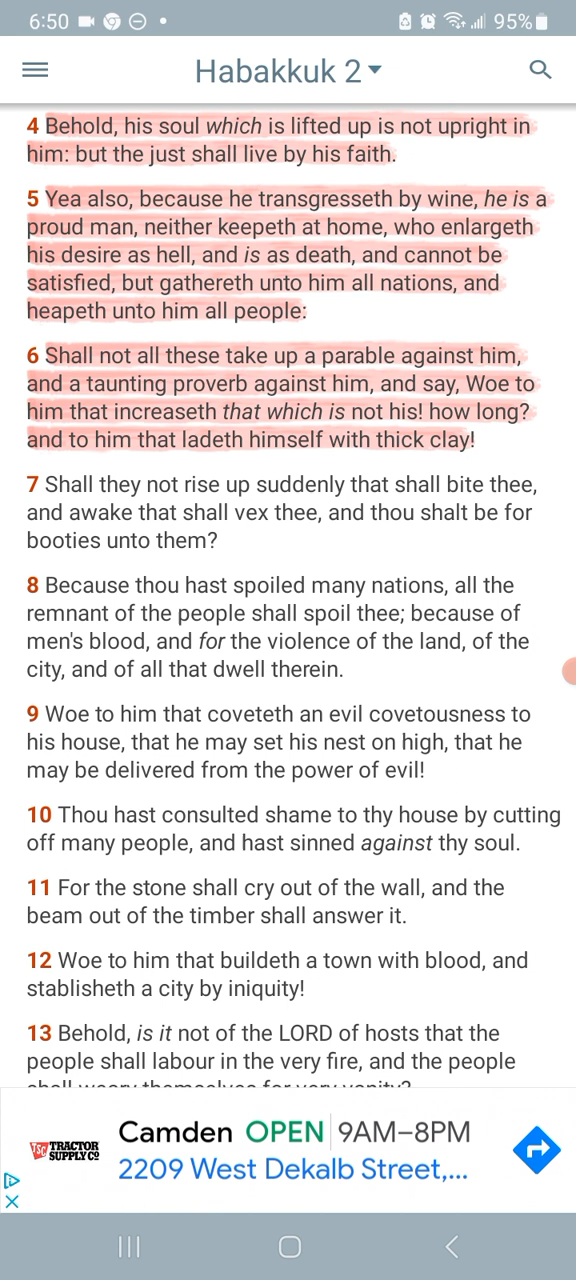 6:50 95%
Habakkuk 2
4 Behold, his soul which is lifted up is not upright in
him: but the just shall live by his faith.
5 Yea also, because he transgresseth by wine, he is a
proud man, neither keepeth at home, who enlargeth
his desire as hell, and is as death, and cannot be
satisfied, but gathereth unto him all nations, and
heapeth unto him all people:
6 Shall not all these take up a parable against him,
and a taunting proverb against him, and say, Woe to
him that increaseth that which is not his! how long?
and to him that ladeth himself with thick clay!
7 Shall they not rise up suddenly that shall bite thee,
and awake that shall vex thee, and thou shalt be for
booties unto them?
8 Because thou hast spoiled many nations, all the
remnant of the people shall spoil thee; because of
men's blood, and for the violence of the land, of the
city, and of all that dwell therein.
9 Woe to him that coveteth an evil covetousness to
his house, that he may set his nest on high, that he
may be delivered from the power of evil!
10 Thou hast consulted shame to thy house by cutting
off many people, and hast sinned against thy soul.
11 For the stone shall cry out of the wall, and the
beam out of the timber shall answer it.
12 Woe to him that buildeth a town with blood, and
stablisheth a city by iniquity!
13 Behold, is it not of the LORD of hosts that the
people shall labour in the very fire, and the people
shall weary themselves for very vanity?
TSC TRACTOR
SUPPLY CO
Camden OPEN 9AM–8PM
2209 West Dekalb Street,...